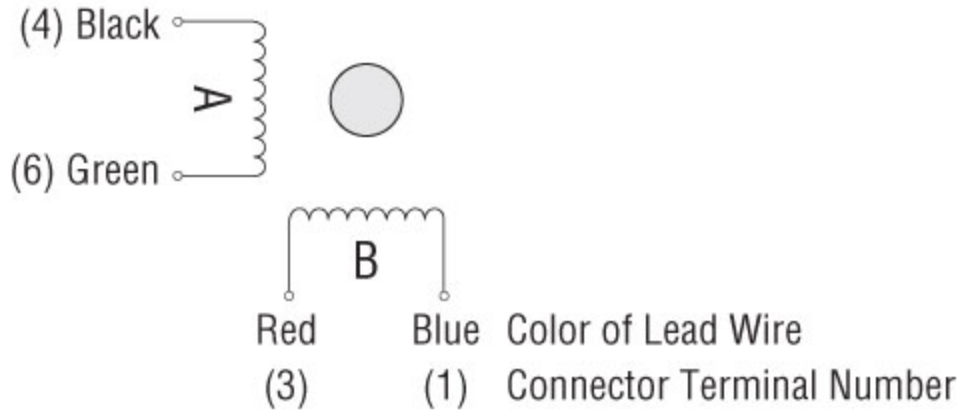 (4) Black
A
(6) Green
B
Red Blue Color of Lead Wire
(3) (1) Connector Terminal Number